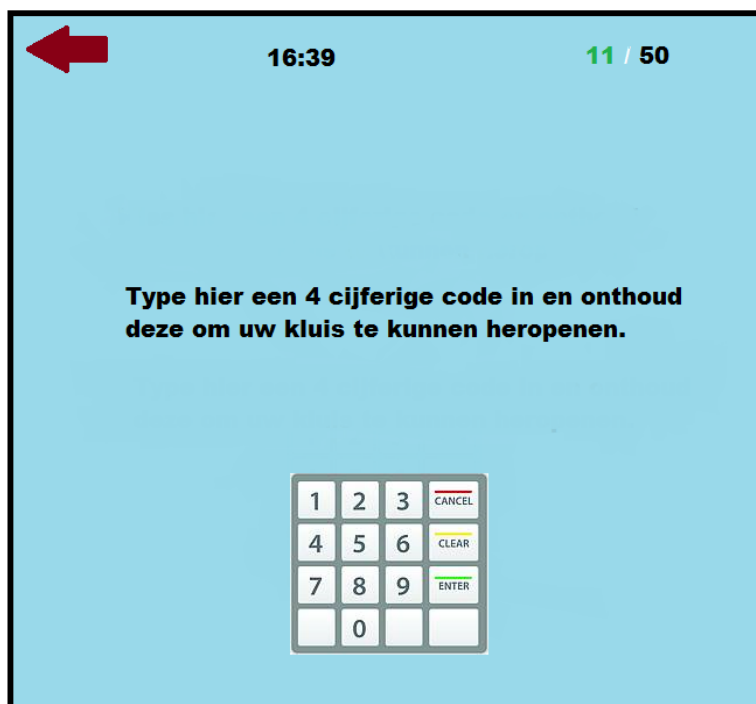 16:39 11 / 50
Type hier een 4 cijferige code in en onthoud
deze om uw kluis te kunnen heropenen.
1 2 3 CANCEL
4 5 6 CLEAR
7 8 9 ENTER
0